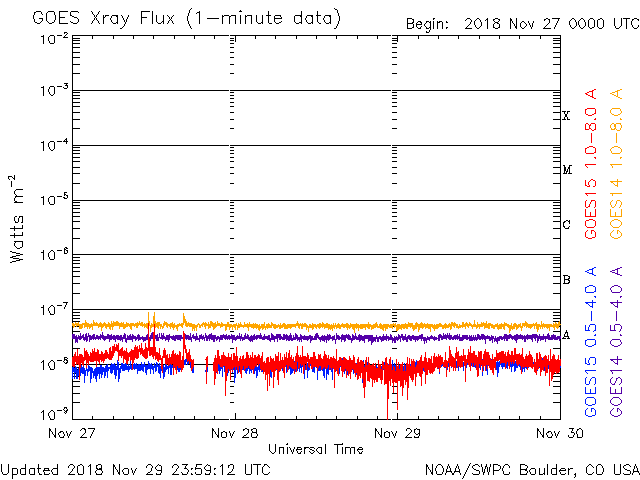 GOES Xray Flux (1-minute data)
Begin: 2018 Nov 27 0000 UTC
10-2
10-3
10-4
10-5
10-6
10-7
10-8
10-9
Watts m-2
X
M
C
B
A
GOES15 1.0-8.0 A
GOES14 1.0-8.0 A
GOES15 0.5-4.0 A
GOES14 0.5-4.0 A
Nov 27
Nov 28
Nov 29
Nov 30
Universal Time
Updated 2018 Nov 29 23:59:12 UTC
NOAA/SWPC Boulder, CO USA